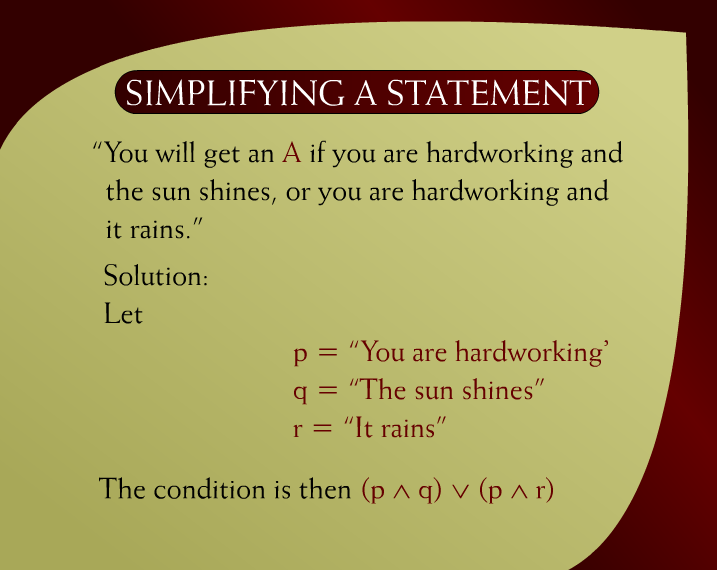 SIMPLIFYING A STATEMENT
“You will get an A if you are hardworking and
the sun shines, or you are hardworking and
it rains.”
Solution:
Let
p = “You are hardworking’
q = “The sun shines”
r = “It rains”
The condition is then (p ∧ q) ∨ (p ∧ r)